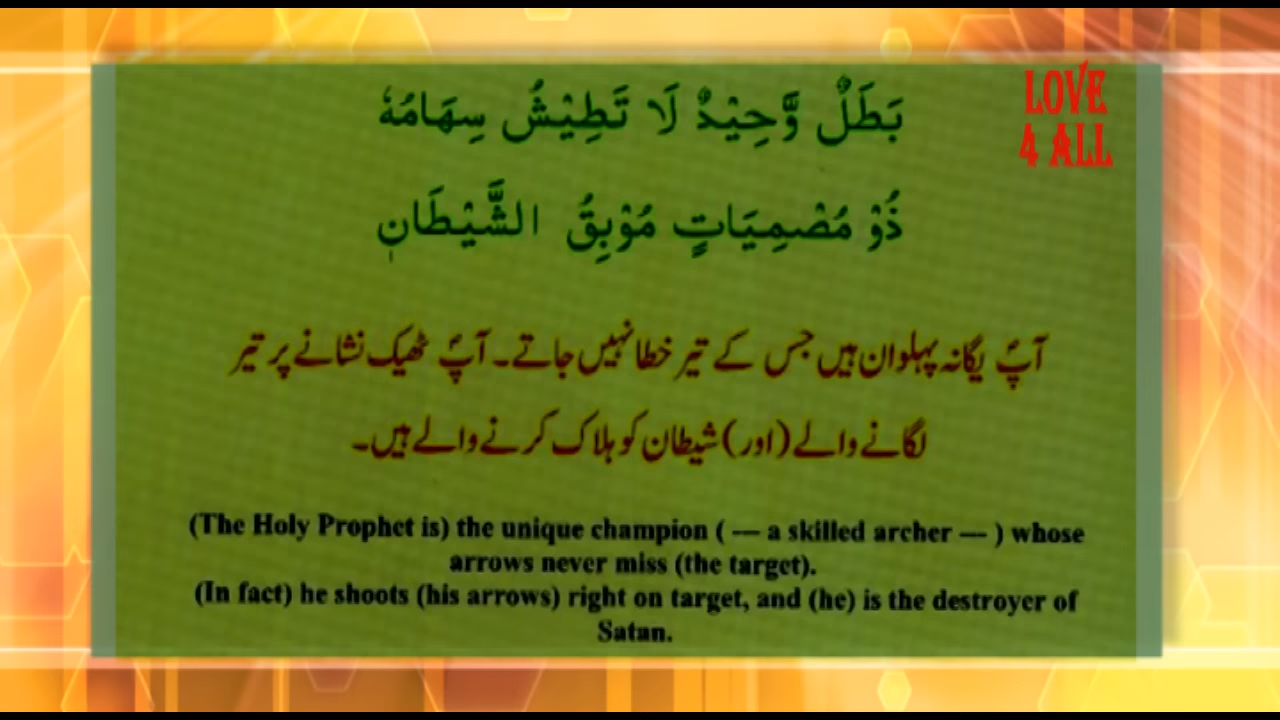 LOVE
4 ALL
بَطَلٌ وَّحِيْدٌ لَا تَطِيْشُ سِهَامُهٗ
ذُوْ مُصْمِيَاتٍ مُوْبِقُ الشَّيْطَانٖ
آپؐ یگانہ پہلوان ہیں جس کے تیر خطا نہیں جاتے۔ آپؐ ٹھیک نشانے پر تیر
لگانے والے (اور) شیطان کو ہلاک کرنے والے ہیں۔
(The Holy Prophet is) the unique champion ( — a skilled archer — ) whose
arrows never miss (the target).
(In fact) he shoots (his arrows) right on target, and (he) is the destroyer of
Satan.